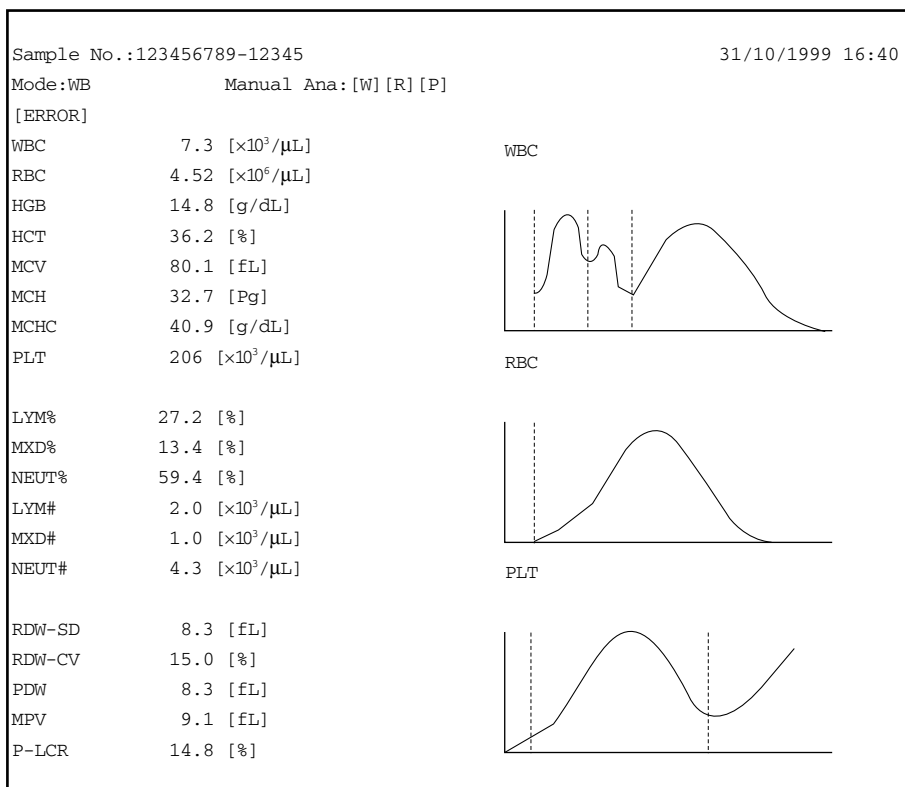 Sample No.:123456789-12345 31/10/1999 16:40
Mode:WB Manual Ana:[W][R][P]
[ERROR]
WBC 7.3 [×10³/µL]
RBC 4.52 [×10⁶/µL]
HGB 14.8 [g/dL]
HCT 36.2 [%]
MCV 80.1 [fL]
MCH 32.7 [Pg]
MCHC 40.9 [g/dL]
PLT 206 [×10³/µL]
LYM% 27.2 [%]
MXD% 13.4 [%]
NEUT% 59.4 [%]
LYM# 2.0 [×10³/µL]
MXD# 1.0 [×10³/µL]
NEUT# 4.3 [×10³/µL]
RDW-SD 8.3 [fL]
RDW-CV 15.0 [%]
PDW 8.3 [fL]
MPV 9.1 [fL]
P-LCR 14.8 [%]
WBC
RBC
PLT